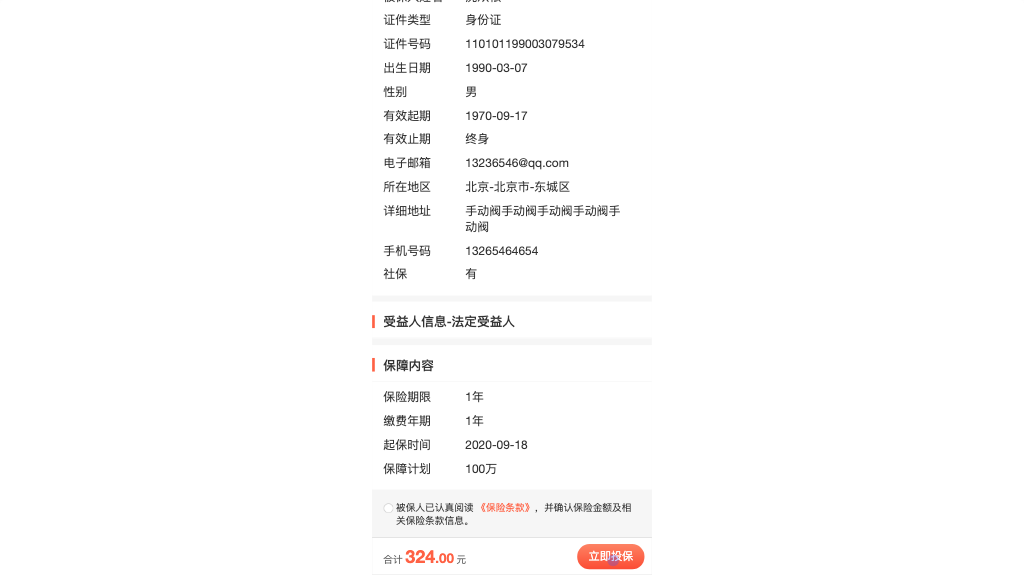 证件类型 身份证
证件号码 110101199003079534
出生日期 1990-03-07
性别 男
有效起期 1970-09-17
有效止期 终身
电子邮箱 13236546@qq.com
所在地区 北京-北京市-东城区
详细地址 手动阀手动阀手动阀手动阀手
动阀
手机号码 13265464654
社保 有
受益人信息-法定受益人
保障内容
保险期限 1年
缴费年期 1年
起保时间 2020-09-18
保障计划 100万
被保人已认真阅读《保险条款》，并确认保险金额及相
关保险条款信息。
合计 324.00 元 立即投保